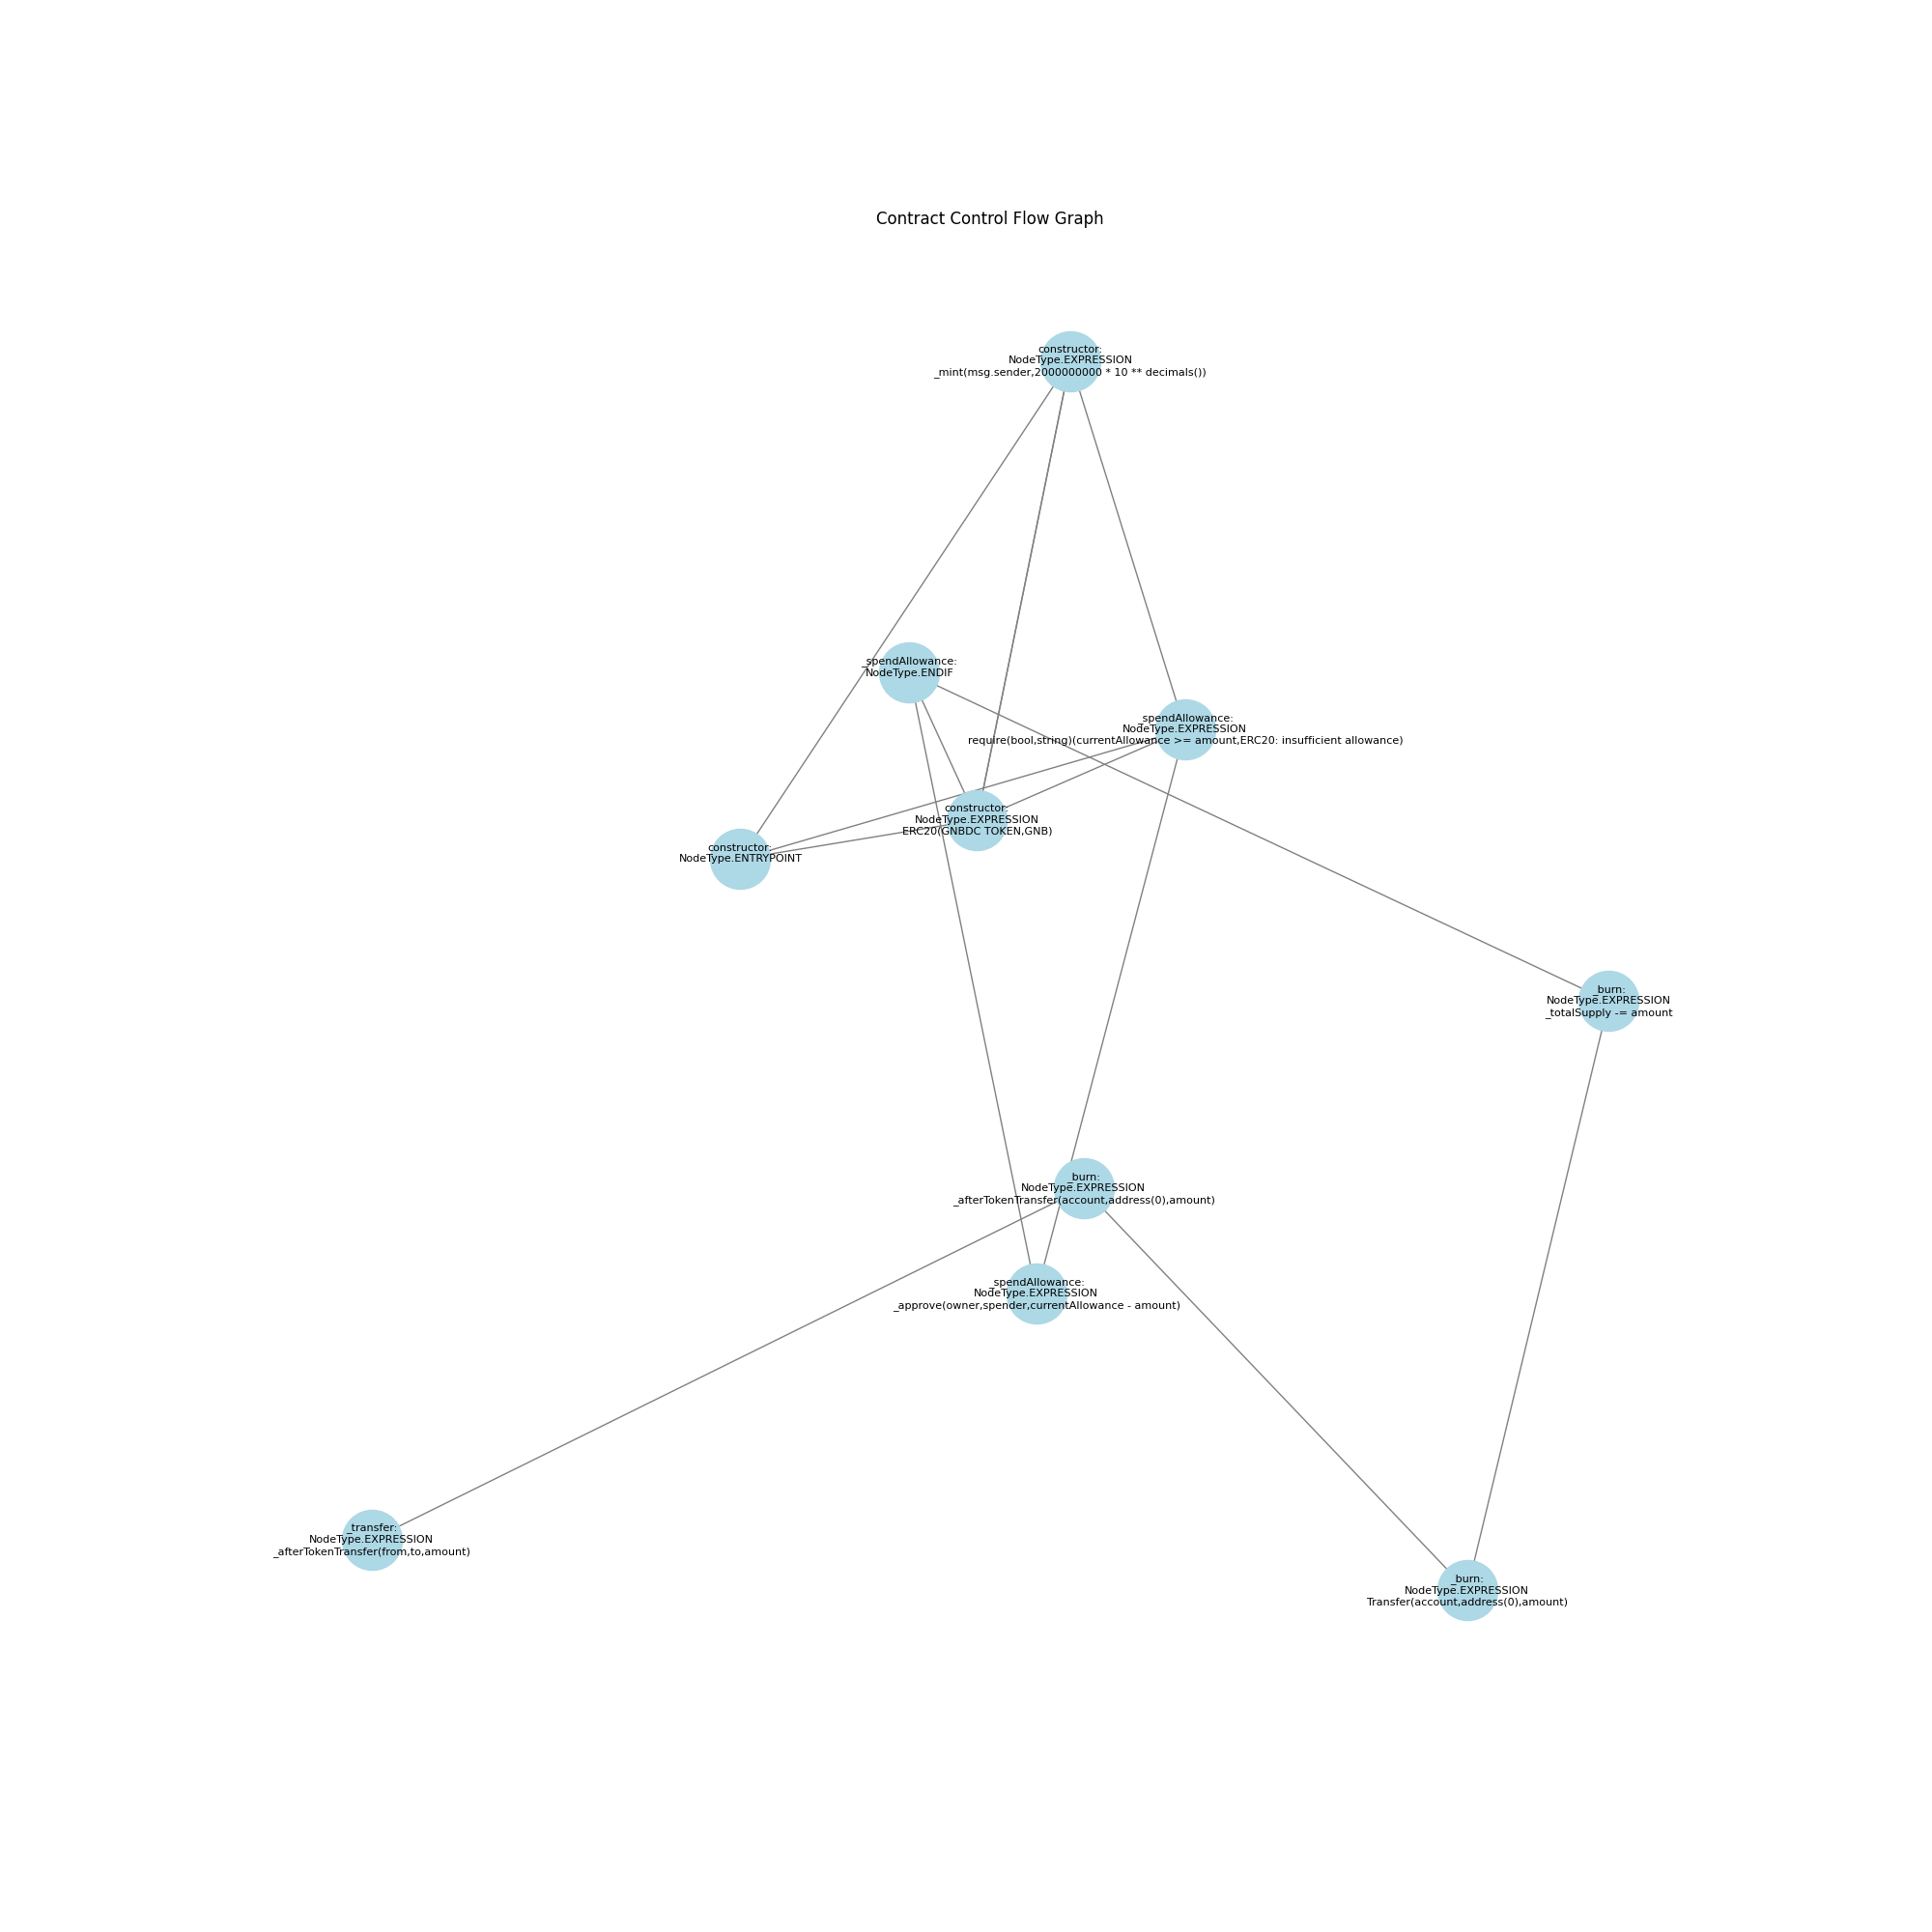 Contract Control Flow Graph
constructor:
NodeType.EXPRESSION
_mint(msg.sender,2000000000 * 10 ** decimals())
_spendAllowance:
NodeType.ENDIF
_spendAllowance:
NodeType.EXPRESSION
require(bool,string)(currentAllowance >= amount,ERC20: insufficient allowance)
constructor:
NodeType.EXPRESSION
ERC20(GNBDC TOKEN,GNB)
constructor:
NodeType.ENTRYPOINT
_burn:
NodeType.EXPRESSION
_totalSupply -= amount
_burn:
NodeType.EXPRESSION
_afterTokenTransfer(account,address(0),amount)
_spendAllowance:
NodeType.EXPRESSION
_approve(owner,spender,currentAllowance - amount)
_transfer:
NodeType.EXPRESSION
_afterTokenTransfer(from,to,amount)
_burn:
NodeType.EXPRESSION
Transfer(account,address(0),amount)